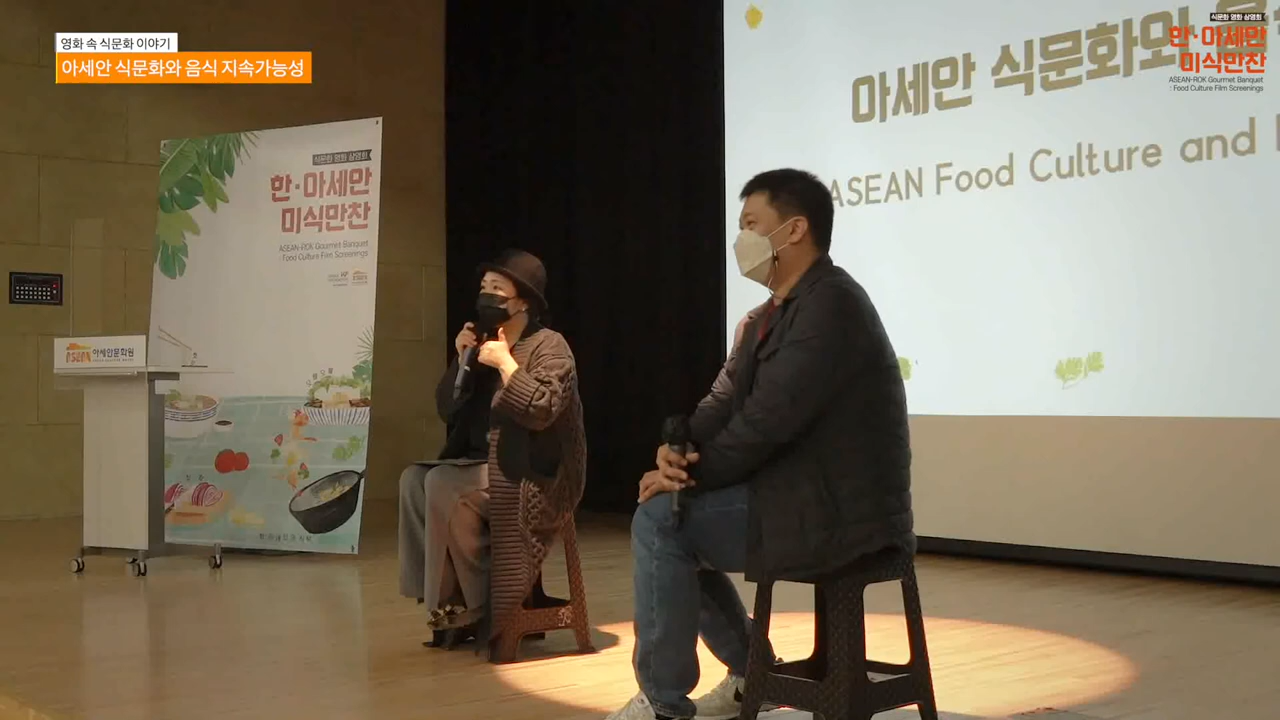 영화 속 식문화 이야기
아세안 식문화와 음식 지속가능성
식문화 영화 상영회
한·아세안
미식만찬
ASEAN-ROK Gourmet Banquet
: Food Culture Film Screenings
아세안 식문화와 음식
ASEAN Food Culture and
식문화 영화 상영회
한·아세안
미식만찬
ASEAN-ROK Gourmet Banquet
: Food Culture Film Screenings
아세안문화원